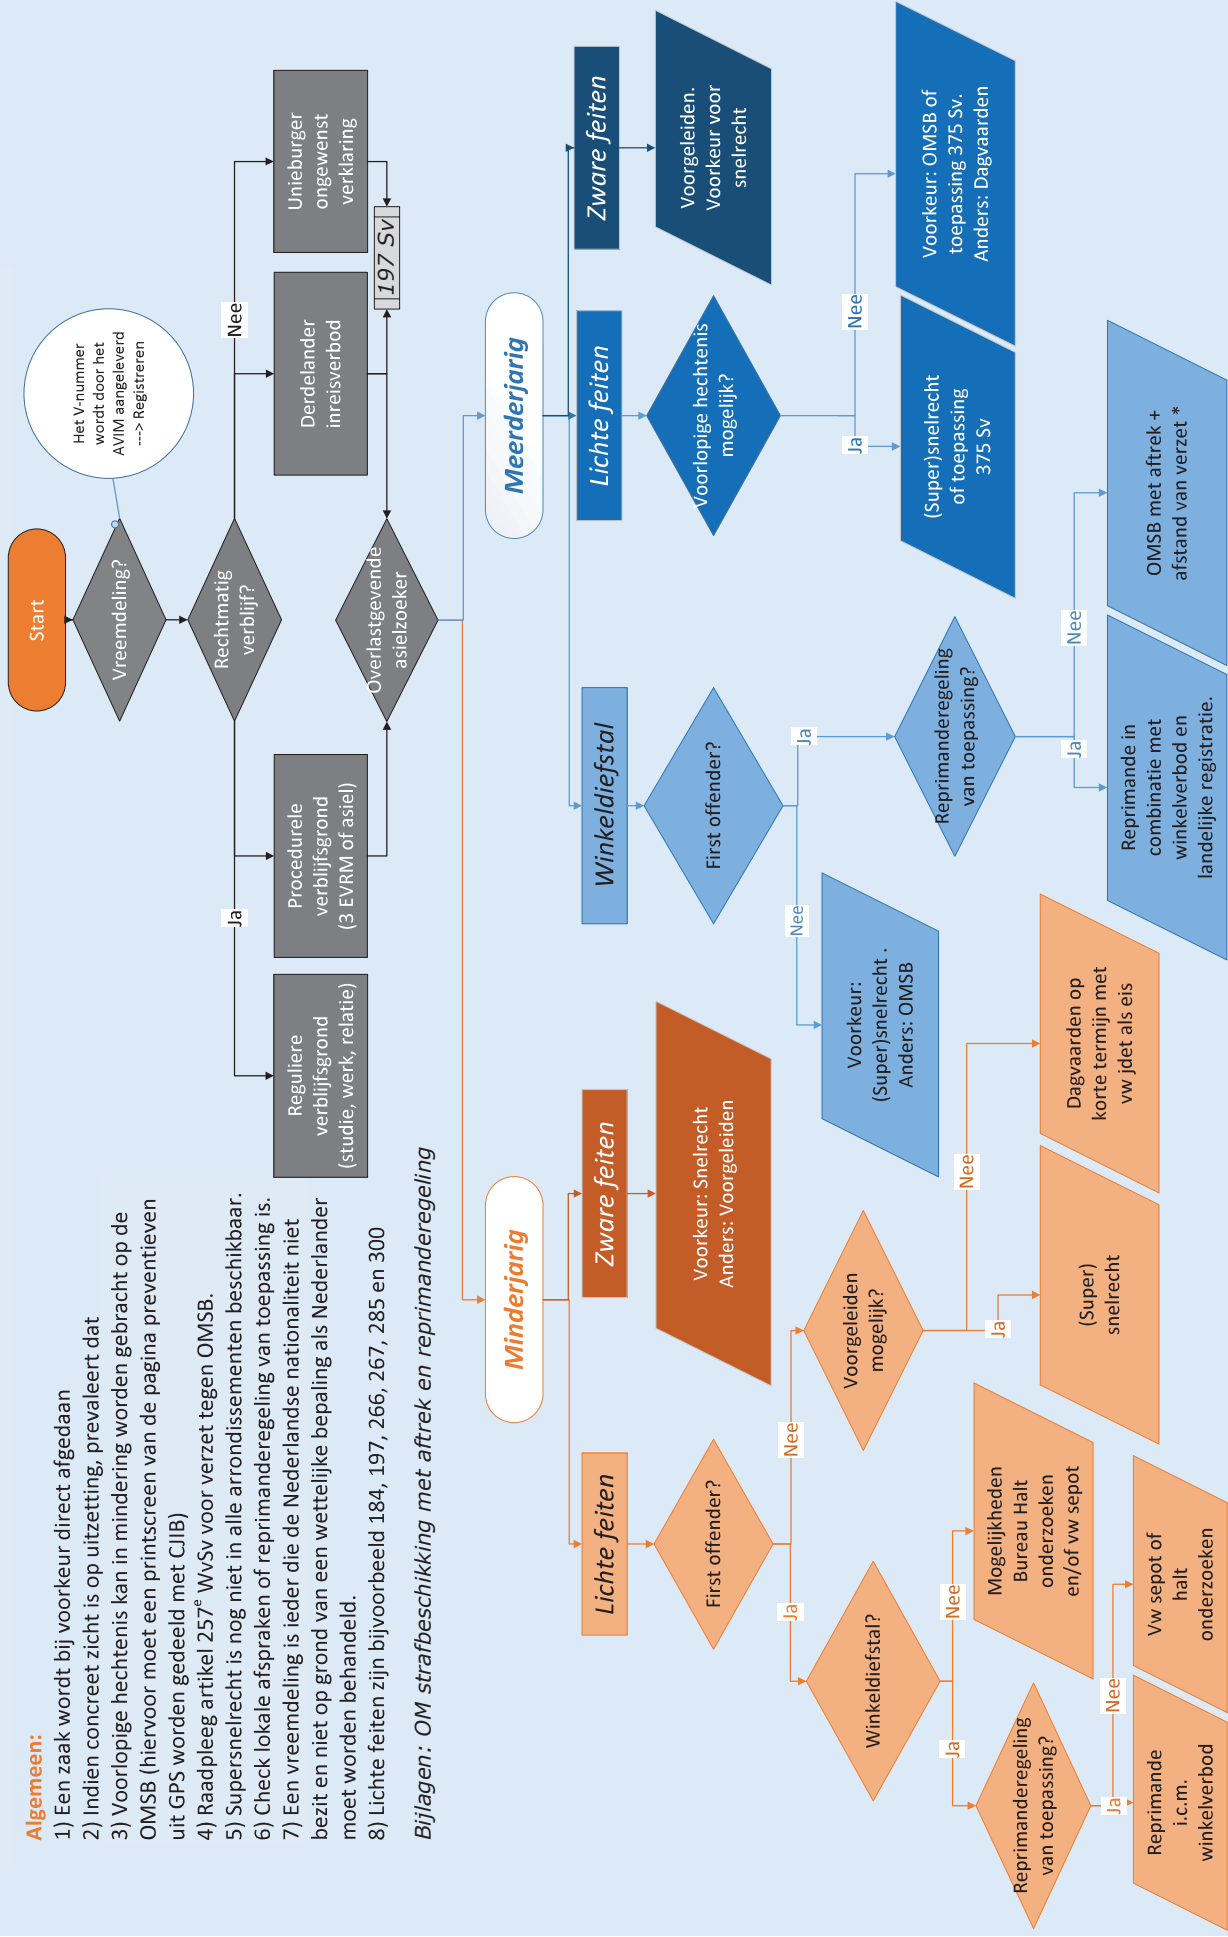 Algemeen:
1) Een zaak wordt bij voorkeur direct afgedaan
2) Indien concreet zicht is op uitzetting, prevaleert dat
3) Voorlopige hechtenis kan in mindering worden gebracht op de
OMSB (hiervoor moet een printscreen van de pagina preventieven
uit GPS worden gedeeld met CJIB)
4) Raadpleeg artikel 257e WvSv voor verzet tegen OMSB.
5) Supersnelrecht is nog niet in alle arrondissementen beschikbaar.
6) Check lokale afspraken of reprimanderegeling van toepassing is.
7) Een vreemdeling is ieder die de Nederlandse nationaliteit niet
bezit en niet op grond van een wettelijke bepaling als Nederlander
moet worden behandeld.
8) Lichte feiten zijn bijvoorbeeld 184, 197, 266, 267, 285 en 300
Bijlagen: OM strafbeschikking met aftrek en reprimanderegeling
Start
Vreemdeling?
Het V-nummer
wordt door het
AVIM aangeleverd
---> Registreren
Rechtmatig
verblijf?
Ja
Nee
Reguliere
verblijfsgrond
(studie, werk, relatie)
Procedurele
verblijfsgrond
(3 EVRM of asiel)
Derdelander
inreisverbod
Unieburger
ongewenst
verklaring
197 Sv
Overlastgevende
asielzoeker
Minderjarig
Meerderjarig
Lichte feiten
Zware feiten
Winkeldiefstal
Lichte feiten
Zware feiten
First offender?
Voorkeur: Snelrecht
Anders: Voorgeleiden
First offender?
Voorlopige hechtenis
mogelijk?
Voorgeleiden.
Voorkeur voor
snelrecht
Ja
Nee
Nee
Ja
Ja
Nee
Winkeldiefstal?
Voorgeleiden
mogelijk?
Voorkeur:
(Super)snelrecht .
Anders: OMSB
Reprimanderegeling
van toepassing?
(Super)snelrecht
of toepassing
375 Sv
Voorkeur: OMSB of
toepassing 375 Sv.
Anders: Dagvaarden
Ja
Nee
Ja
Nee
Ja
Nee
Reprimanderegeling
van toepassing?
Mogelijkheden
Bureau Halt
onderzoeken
en/of vw sepot
(Super)
snelrecht
Dagvaarden op
korte termijn met
vw jdet als eis
Reprimande in
combinatie met
winkelverbod en
landelijke registratie.
OMSB met aftrek +
afstand van verzet *
Ja
Nee
Reprimande
i.c.m.
winkelverbod
Vw sepot of
halt
onderzoeken